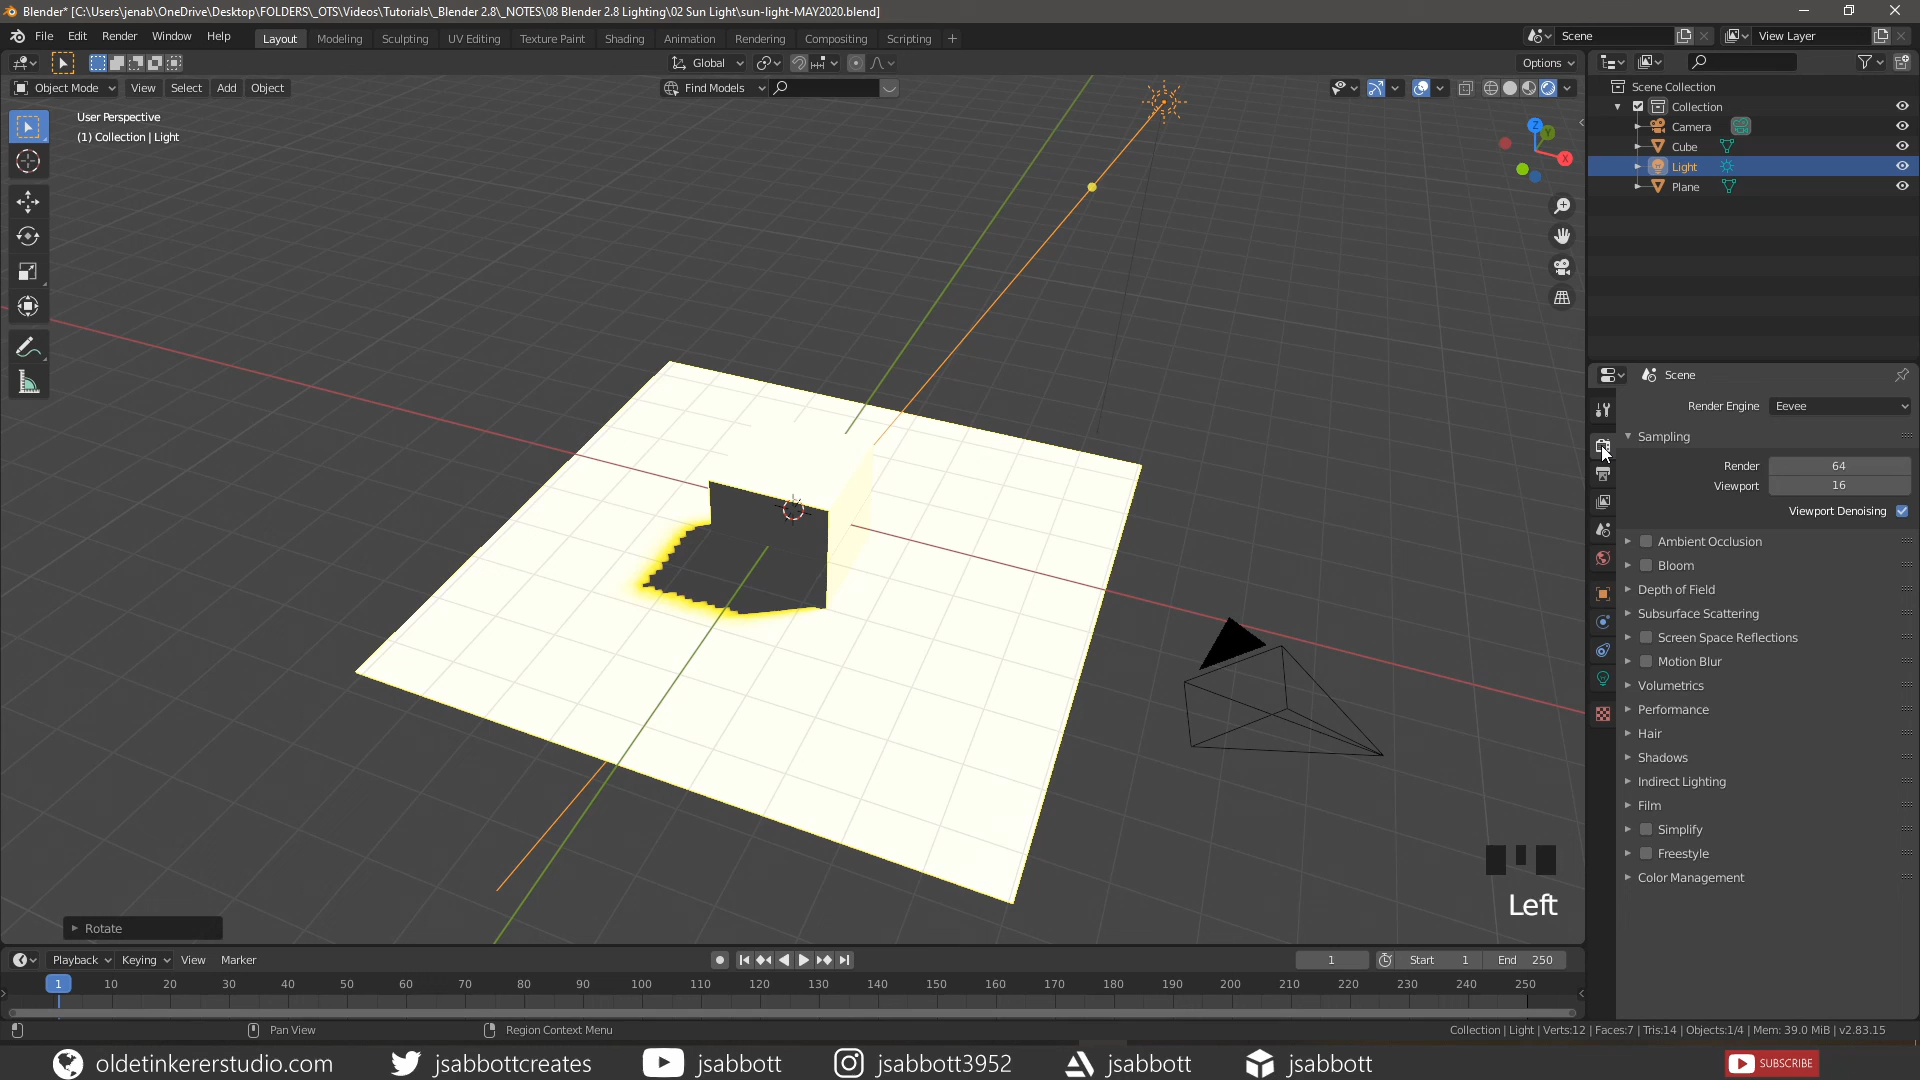 Blender* [C:\Users\jenab\OneDrive\Desktop\FOLDERS\_OTS\Videos\Tutorials\_Blender 2.8\_NOTES\08 Blender 2.8 Lighting\02 Sun Light\sun-light-MAY2020.blend]
File Edit Render Window Help Layout Modeling Sculpting UV Editing Texture Paint Shading Animation Rendering Compositing Scripting + Scene View Layer
Global Options
Object Mode View Select Add Object Find Models
User Perspective
(1) Collection | Light
Z
Y
X
Scene Collection
Collection
Camera
Cube
Light
Plane
Scene
Render Engine Eevee
Sampling
Render 64
Viewport 16
Viewport Denoising
Ambient Occlusion
Bloom
Depth of Field
Subsurface Scattering
Screen Space Reflections
Motion Blur
Volumetrics
Performance
Hair
Shadows
Indirect Lighting
Film
Simplify
Freestyle
Color Management
Left
Rotate
Playback Keying View Marker 1 Start 1 End 250
1 10 20 30 40 50 60 70 80 90 100 110 120 130 140 150 160 170 180 190 200 210 220 230 240 250
Pan View Region Context Menu Collection | Light | Verts:12 | Faces:7 | Tris:14 | Objects:1/4 | Mem: 39.0 MiB | v2.83.15
oldetinkererstudio.com jsabbottcreates jsabbott jsabbott3952 jsabbott jsabbott SUBSCRIBE